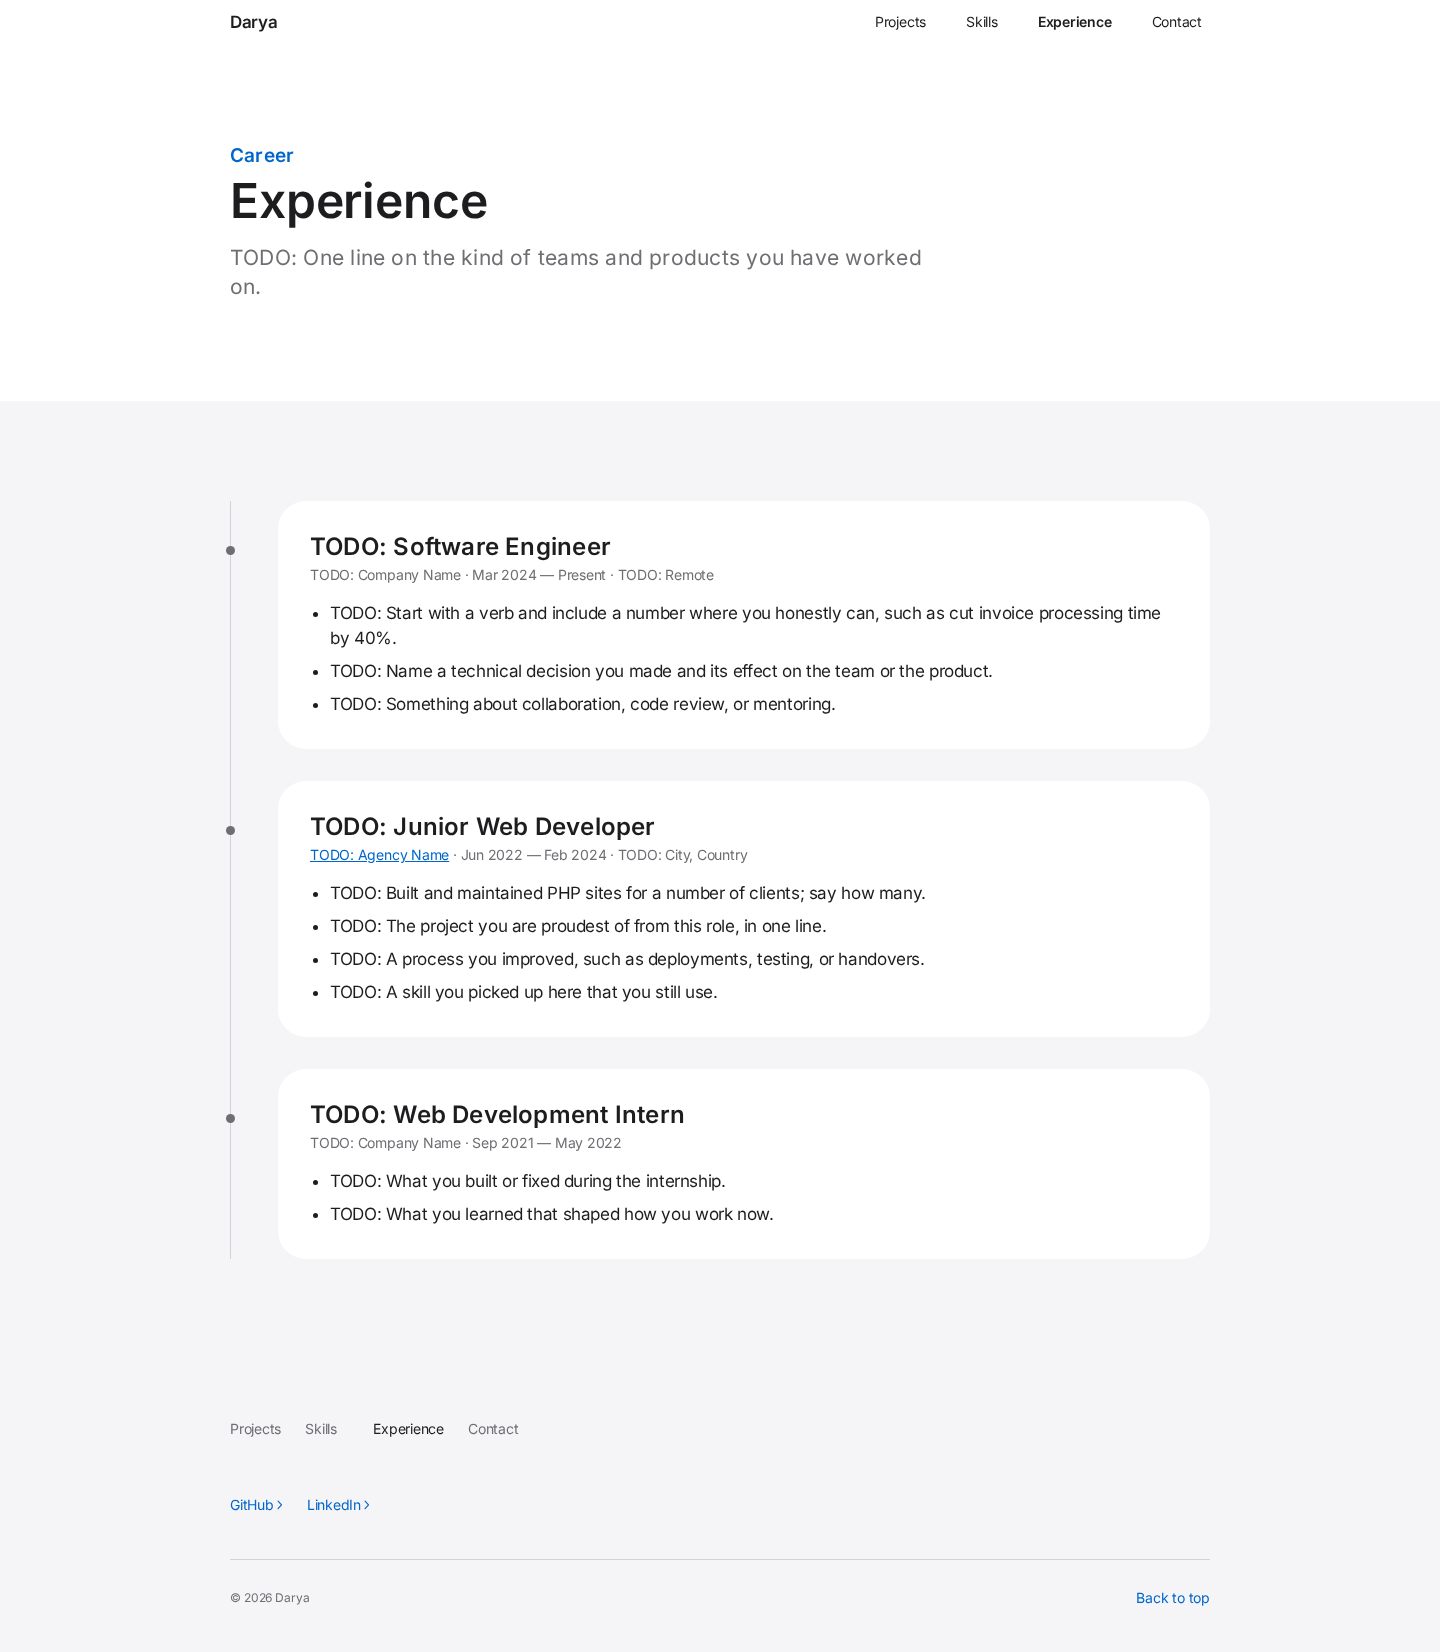 Darya
Projects Skills Experience Contact
Career
Experience
TODO: One line on the kind of teams and products you have worked
on.
TODO: Software Engineer
TODO: Company Name · Mar 2024 — Present · TODO: Remote
• TODO: Start with a verb and include a number where you honestly can, such as cut invoice processing time
by 40%.
• TODO: Name a technical decision you made and its effect on the team or the product.
• TODO: Something about collaboration, code review, or mentoring.
TODO: Junior Web Developer
TODO: Agency Name · Jun 2022 — Feb 2024 · TODO: City, Country
• TODO: Built and maintained PHP sites for a number of clients; say how many.
• TODO: The project you are proudest of from this role, in one line.
• TODO: A process you improved, such as deployments, testing, or handovers.
• TODO: A skill you picked up here that you still use.
TODO: Web Development Intern
TODO: Company Name · Sep 2021 — May 2022
• TODO: What you built or fixed during the internship.
• TODO: What you learned that shaped how you work now.
Projects Skills Experience Contact
GitHub › LinkedIn ›
© 2026 Darya
Back to top